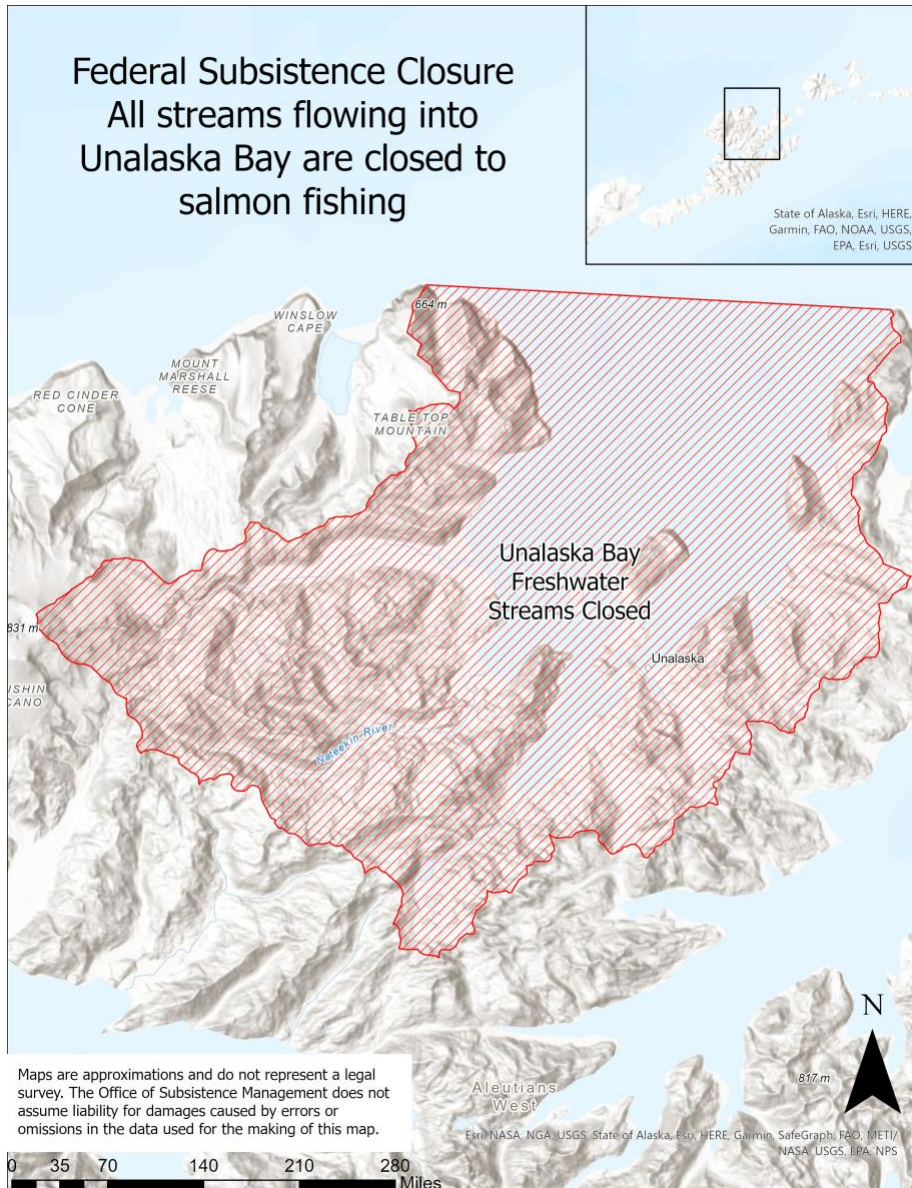 Federal Subsistence Closure
All streams flowing into
Unalaska Bay are closed to
salmon fishing
State of Alaska, Esri, HERE,
Garmin, FAO, NOAA, USGS,
EPA, Esri, USGS
664 m
WINSLOW
CAPE
MOUNT
MARSHALL
REESE
RED CINDER
CONE
TABLE TOP
MOUNTAIN
Unalaska Bay
Freshwater
Streams Closed
831 m
Unalaska
USHIN
CANO
Nateekin River
Maps are approximations and do not represent a legal
survey. The Office of Subsistence Management does not
assume liability for damages caused by errors or
omissions in the data used for the making of this map.
N
817 m
Aleutians
West
Esri, NASA, NGA, USGS, State of Alaska, Esri, HERE, Garmin, SafeGraph, FAO, METI/
NASA, USGS, EPA, NPS
0 35 70 140 210 280
Miles